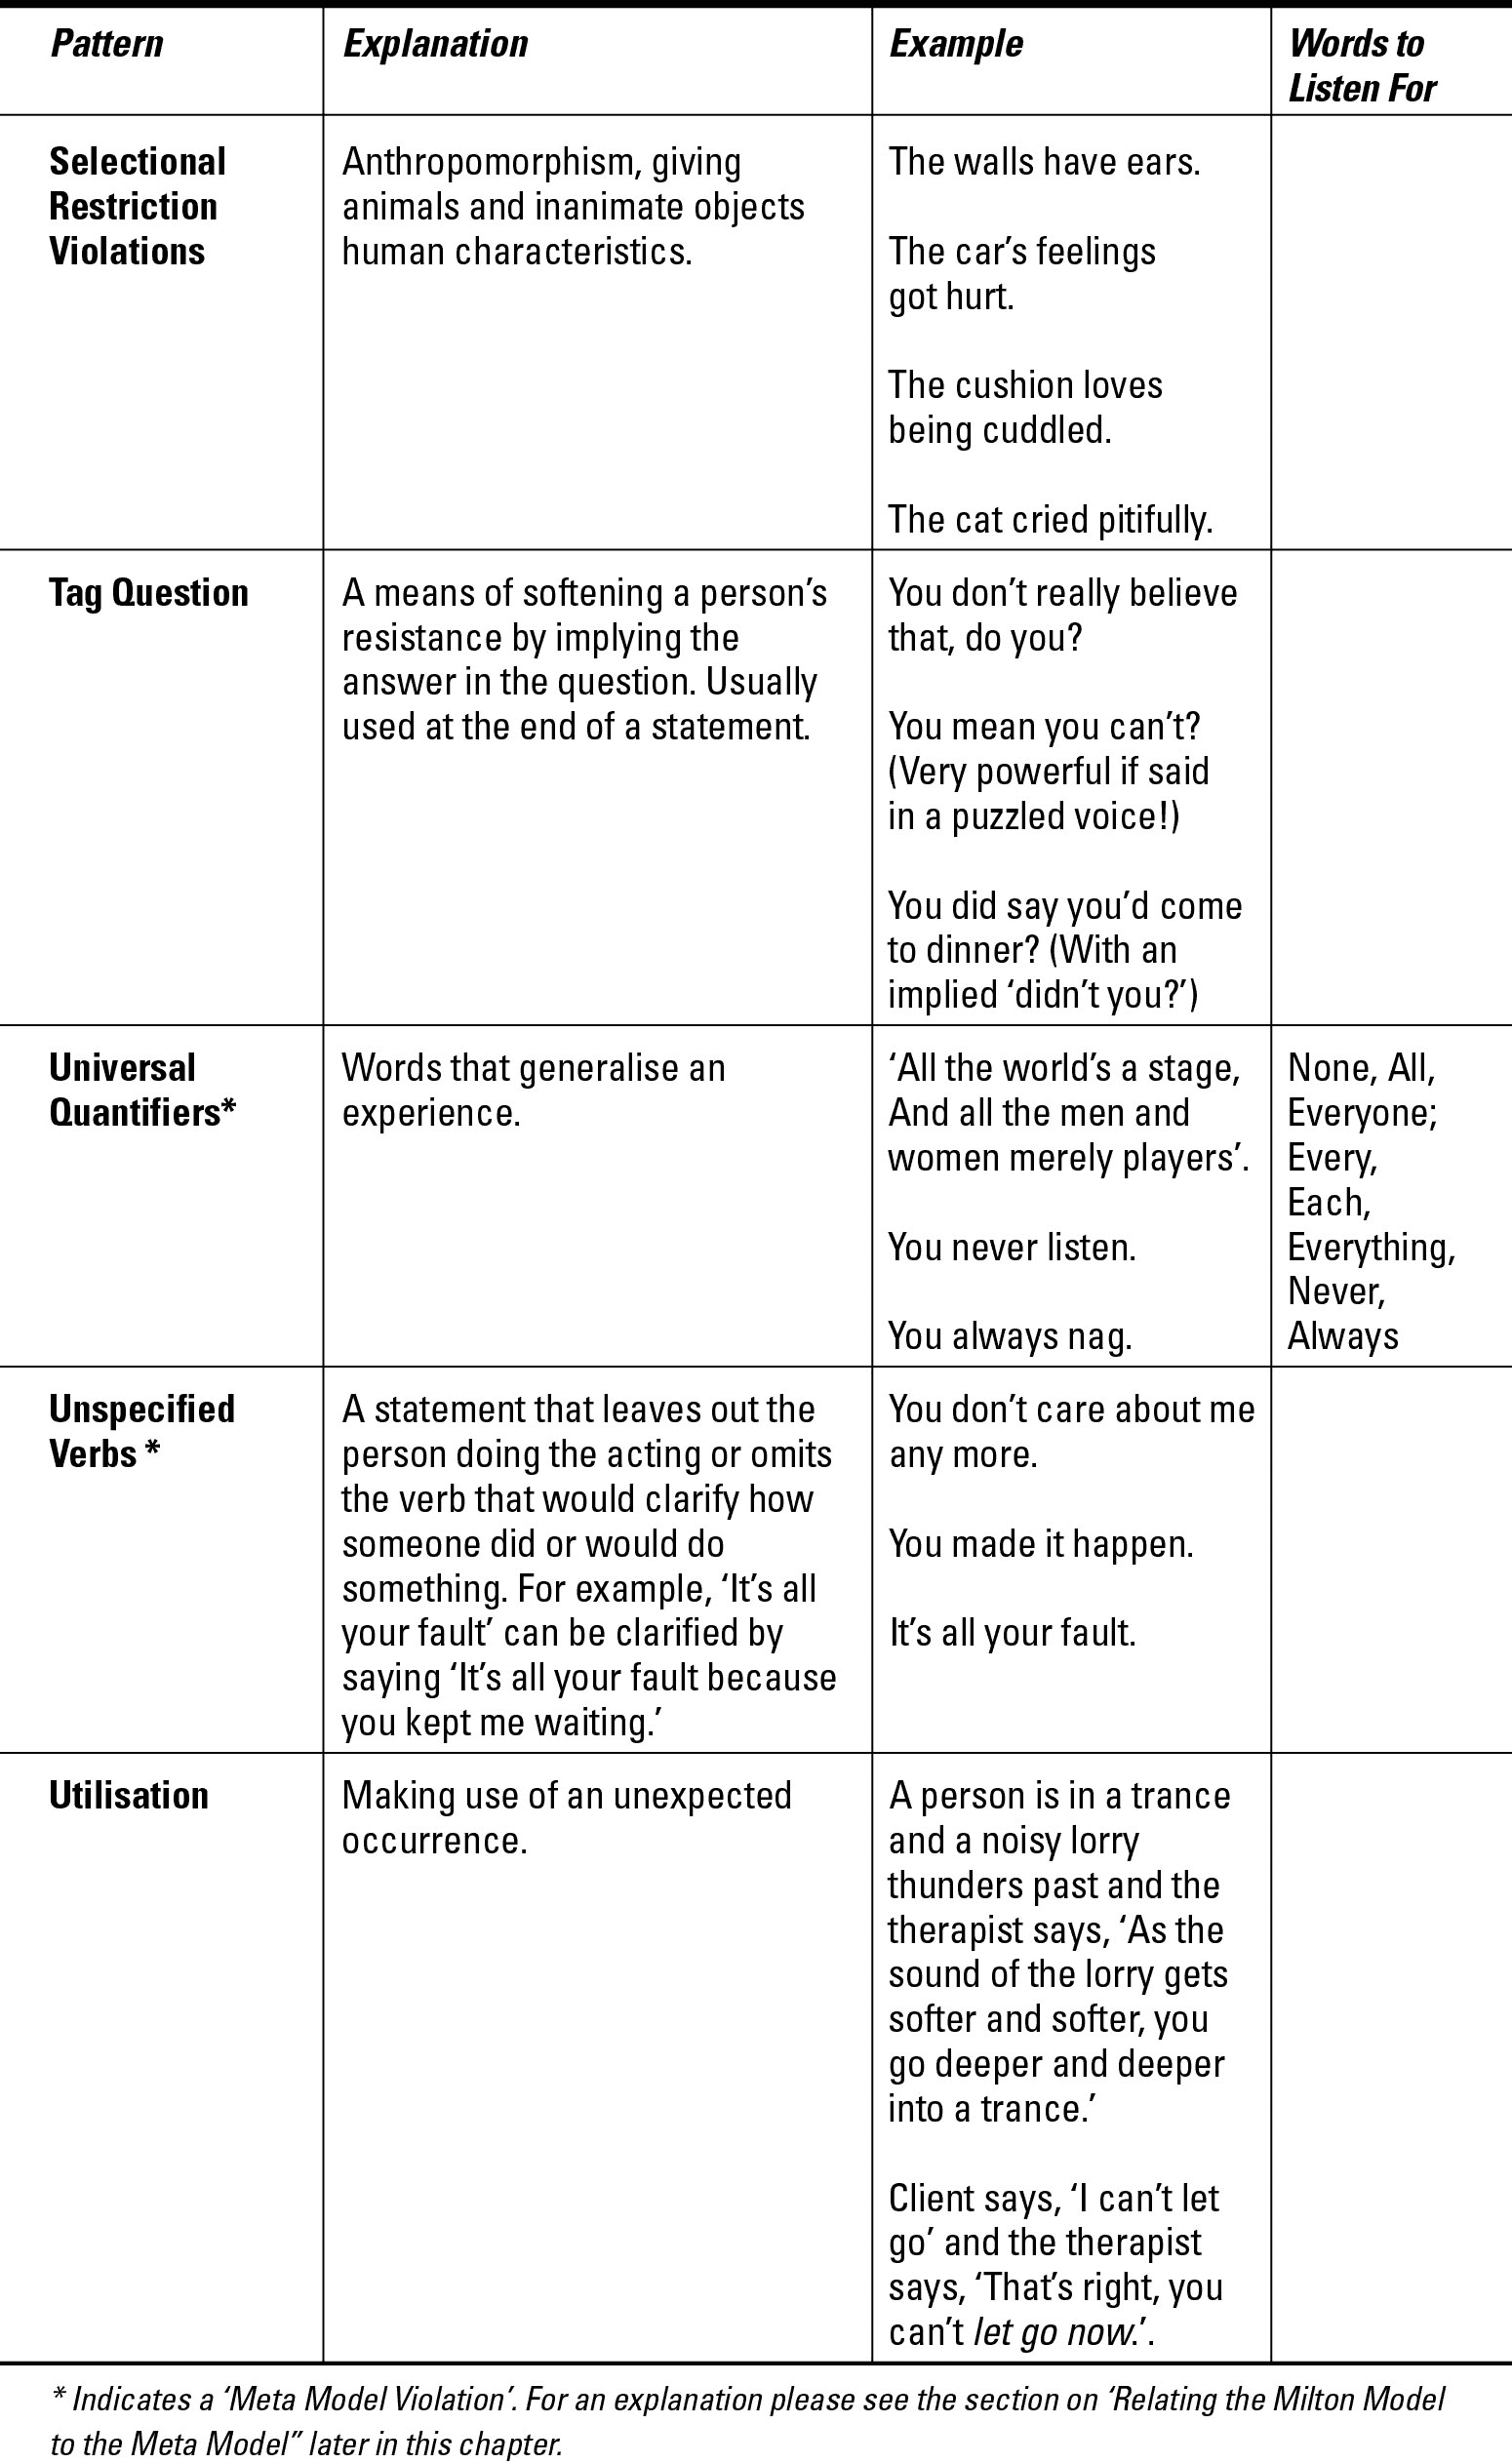 Pattern
Explanation
Example
Words to
Listen For
Selectional
Restriction
Violations
Anthropomorphism, giving
animals and inanimate objects
human characteristics.
The walls have ears.
The car’s feelings
got hurt.
The cushion loves
being cuddled.
The cat cried pitifully.
Tag Question
A means of softening a person’s
resistance by implying the
answer in the question. Usually
used at the end of a statement.
You don’t really believe
that, do you?
You mean you can’t?
(Very powerful if said
in a puzzled voice!)
You did say you’d come
to dinner? (With an
implied ‘didn’t you?’)
Universal
Quantifiers*
Words that generalise an
experience.
‘All the world’s a stage,
And all the men and
women merely players’.
You never listen.
You always nag.
None, All,
Everyone;
Every,
Each,
Everything,
Never,
Always
Unspecified
Verbs *
A statement that leaves out the
person doing the acting or omits
the verb that would clarify how
someone did or would do
something. For example, ‘It’s all
your fault’ can be clarified by
saying ‘It’s all your fault because
you kept me waiting.’
You don’t care about me
any more.
You made it happen.
It’s all your fault.
Utilisation
Making use of an unexpected
occurrence.
A person is in a trance
and a noisy lorry
thunders past and the
therapist says, ‘As the
sound of the lorry gets
softer and softer, you
go deeper and deeper
into a trance.’
Client says, ‘I can’t let
go’ and the therapist
says, ‘That’s right, you
can’t let go now.’.
* Indicates a ‘Meta Model Violation’. For an explanation please see the section on ‘Relating the Milton Model
to the Meta Model” later in this chapter.